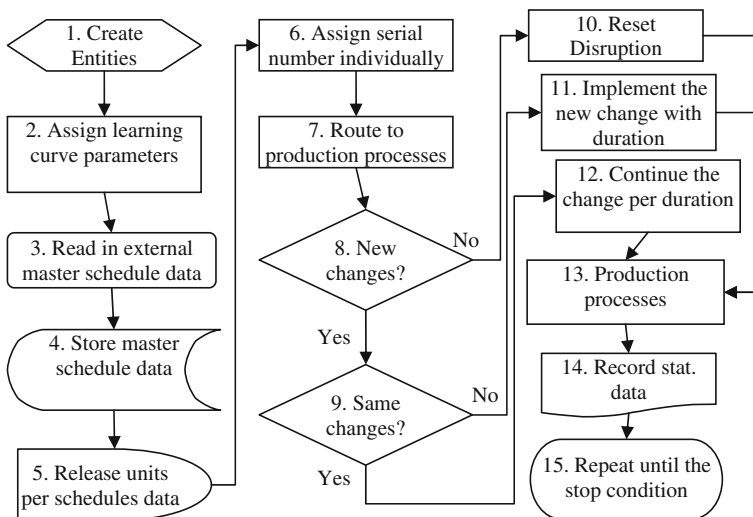 1. Create
Entities
2. Assign learning
curve parameters
3. Read in external
master schedule data
4. Store master
schedule data
5. Release units
per schedules data
6. Assign serial
number individually
7. Route to
production processes
8. New
changes?
No
Yes
9. Same
changes?
No
Yes
10. Reset
Disruption
11. Implement the
new change with
duration
12. Continue the
change per duration
13. Production
processes
14. Record stat.
data
15. Repeat until the
stop condition